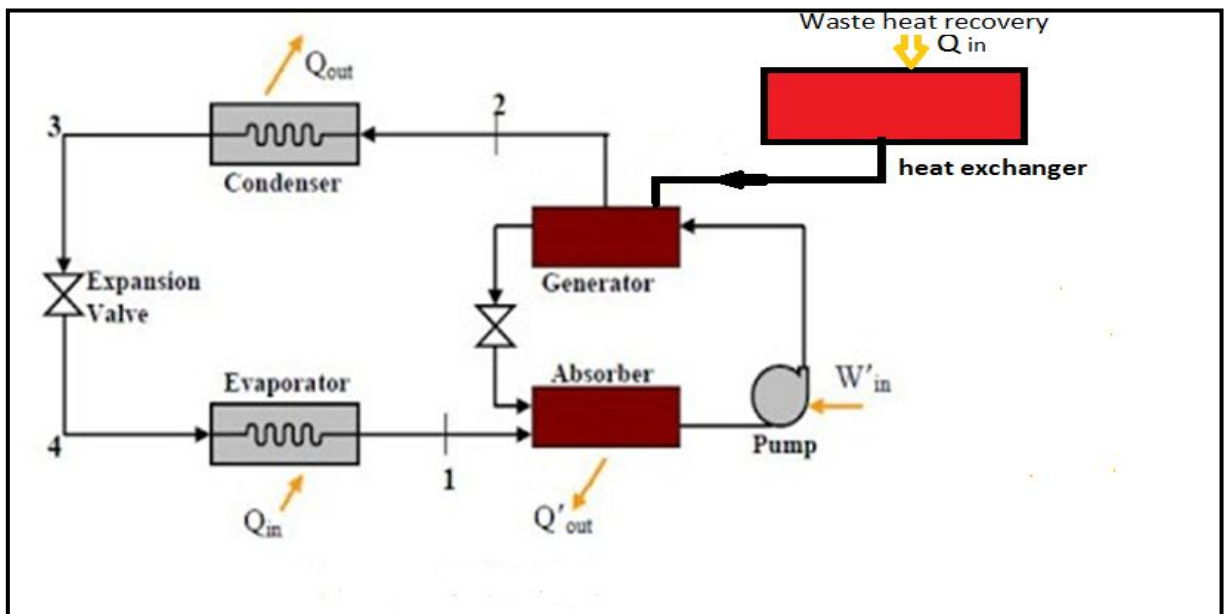 Waste heat recovery
Q in
Qout
2
3
Condenser
heat exchanger
Generator
Expansion
Valve
Absorber
Evaporator
W'in
4
1
Pump
Qin
Q'out